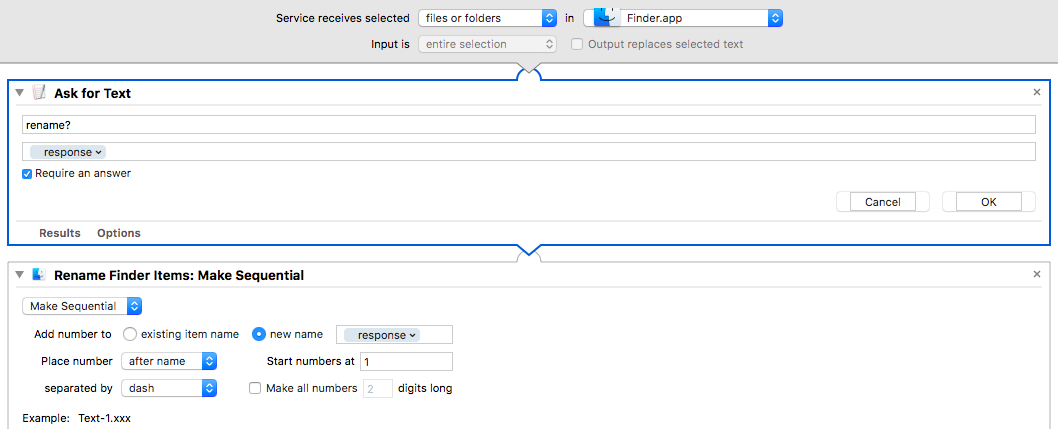 Service receives selected files or folders in Finder.app
Input is entire selection Output replaces selected text
Ask for Text
rename?
response
Require an answer
Cancel OK
Results Options
Rename Finder Items: Make Sequential
Make Sequential
Add number to existing item name new name response
Place number after name Start numbers at 1
separated by dash Make all numbers 2 digits long
Example: Text-1.xxx